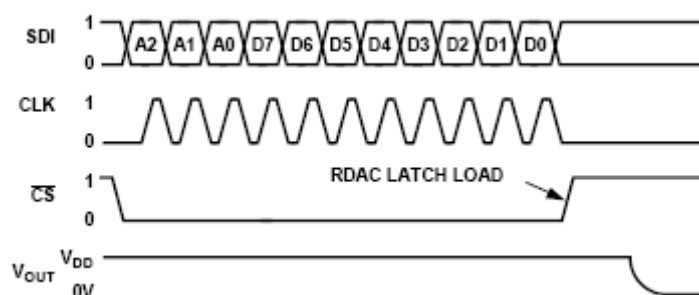 SDI 1 0 A2 A1 A0 D7 D6 D5 D4 D3 D2 D1 D0
CLK 1 0
CS 1 0 RDAC LATCH LOAD
VOUT VDD 0V